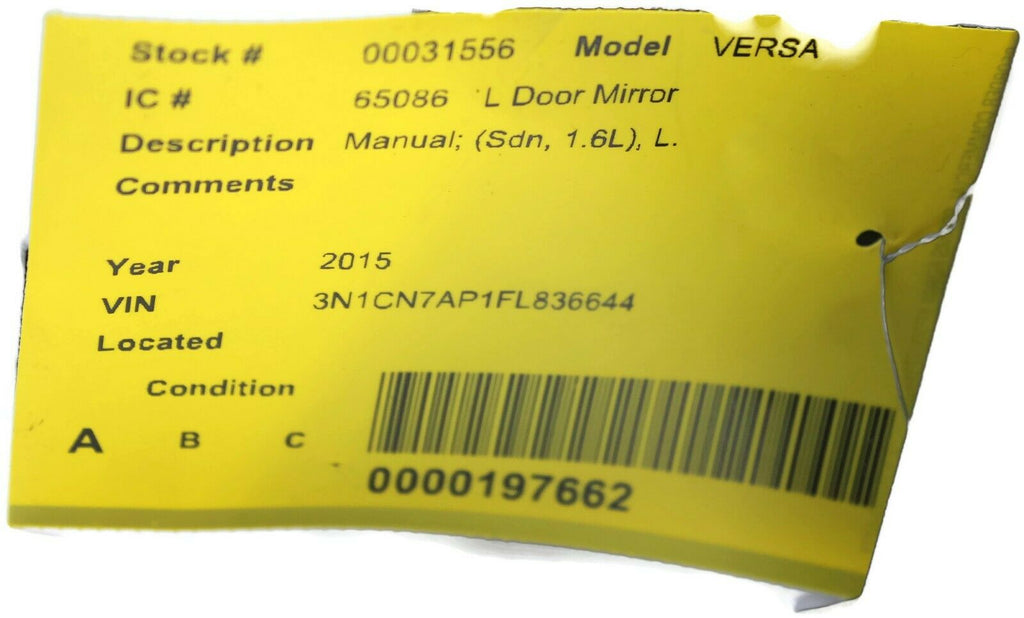 Stock # 00031556 Model VERSA
IC # 65086 L Door Mirror
Description Manual; (Sdn, 1.6L), L.
Comments
Year 2015
VIN 3N1CN7AP1FL836644
Located
Condition
A B C
0000197662